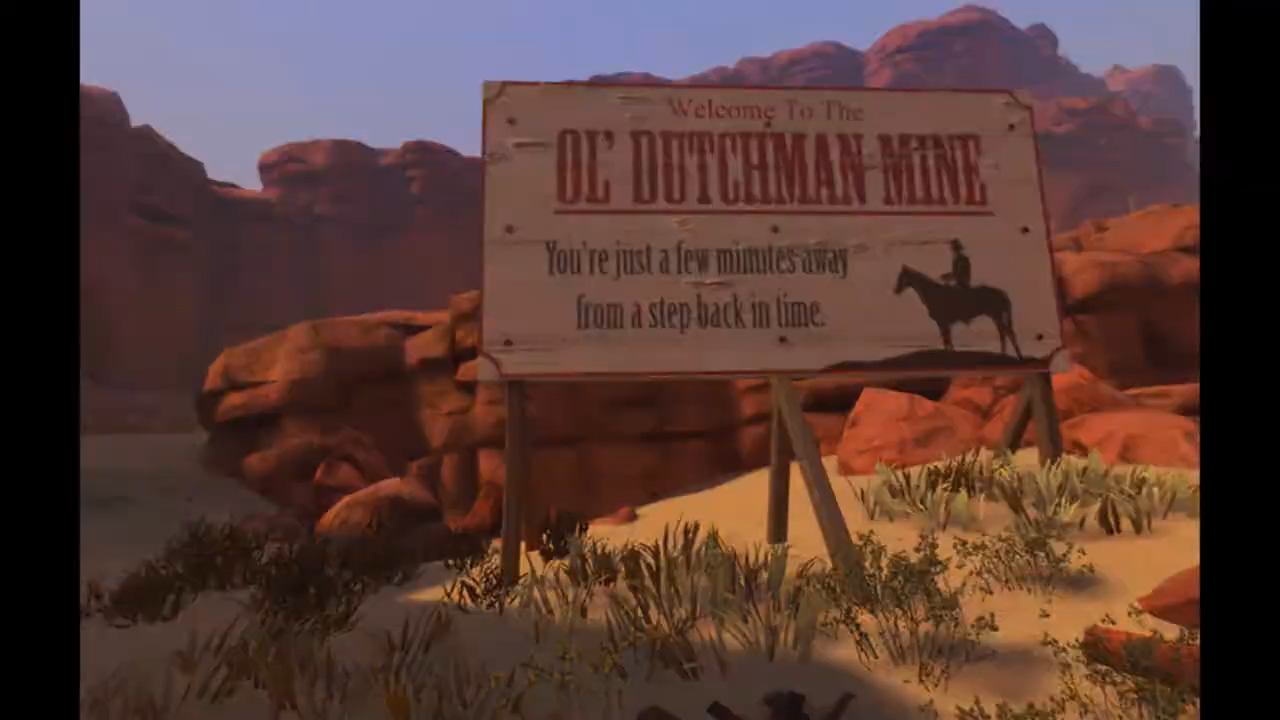 Welcome To The
OL' DUTCHMAN MINE
You're just a few minutes away
from a step back in time.